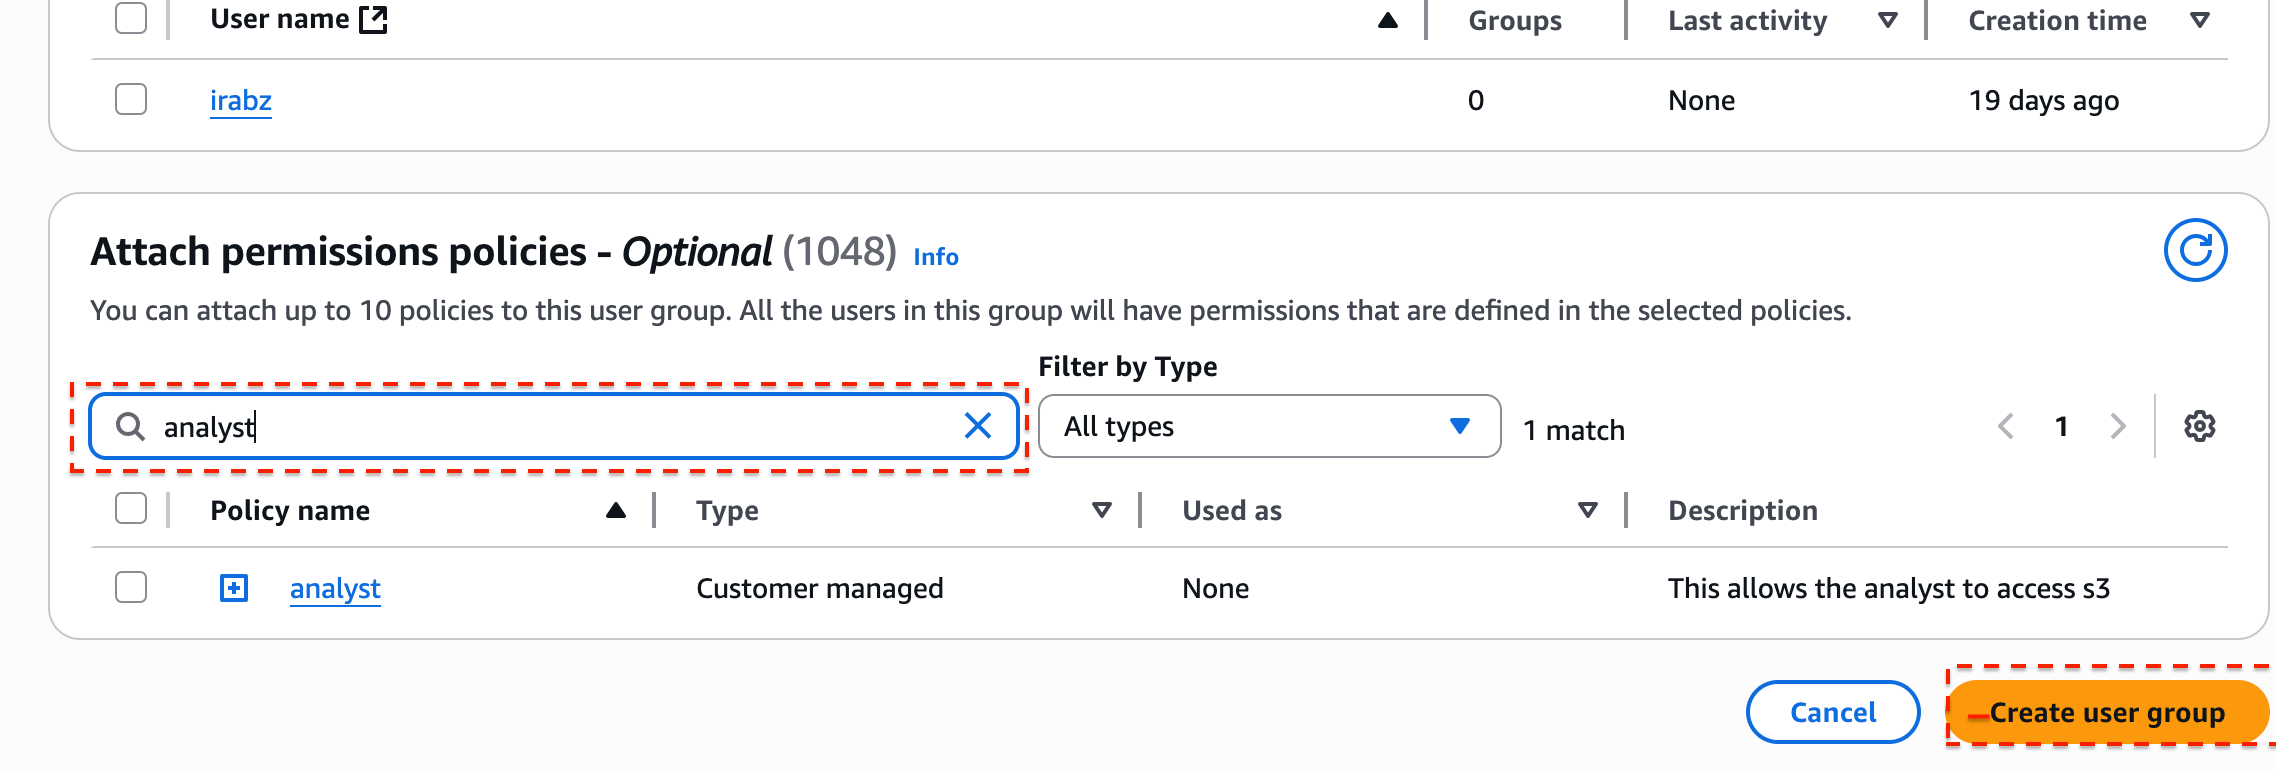 User name Groups Last activity Creation time
irabz 0 None 19 days ago
Attach permissions policies - Optional (1048) Info
You can attach up to 10 policies to this user group. All the users in this group will have permissions that are defined in the selected policies.
Filter by Type
analyst All types 1 match 1
Policy name Type Used as Description
analyst Customer managed None This allows the analyst to access s3
Cancel Create user group